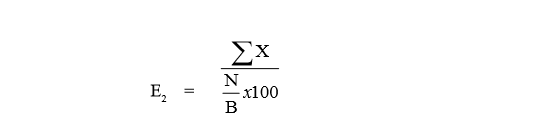 ∑X
E₂ = N x100
B